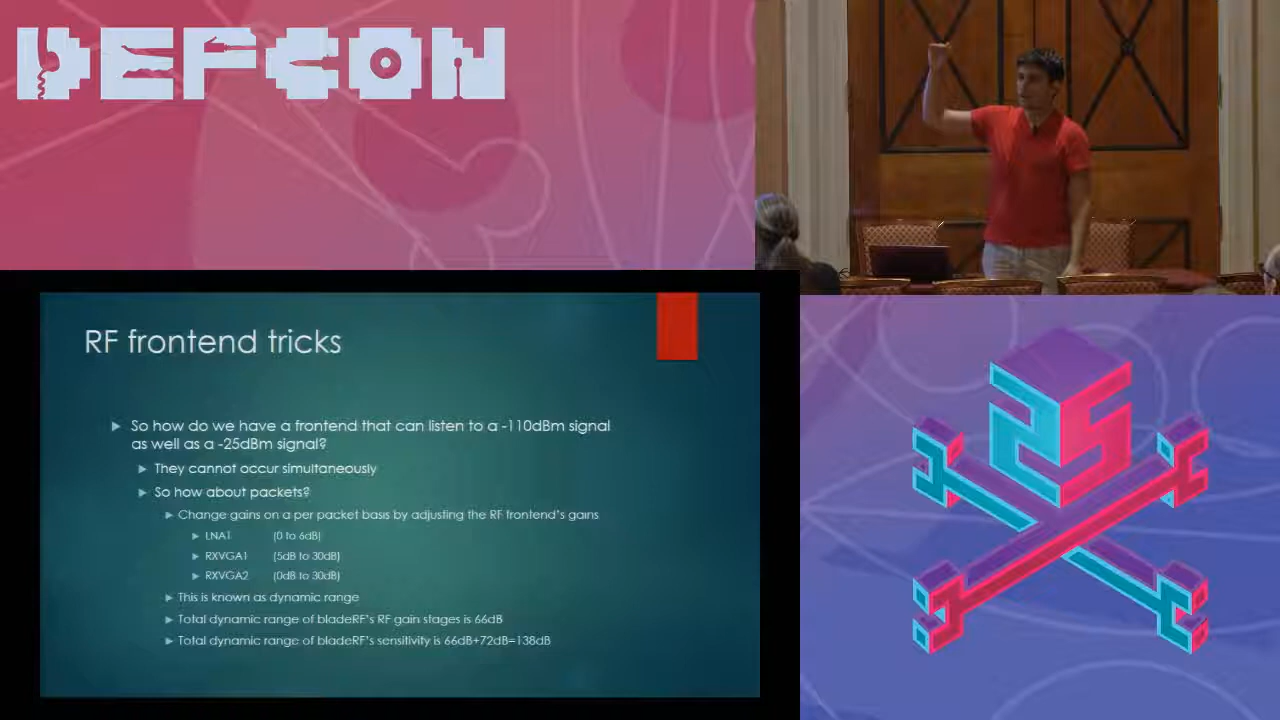 DEFCON
RF frontend tricks
So how do we have a frontend that can listen to a -110dBm signal
as well as a -25dBm signal?
They cannot occur simultaneously
So how about packets?
Change gains on a per packet basis by adjusting the RF frontend's gains
LNA1 (0 to 6dB)
RXVGA1 (5dB to 30dB)
RXVGA2 (0dB to 30dB)
This is known as dynamic range
Total dynamic range of bladeRF's RF gain stages is 66dB
Total dynamic range of bladeRF's sensitivity is 66dB+72dB=138dB
25